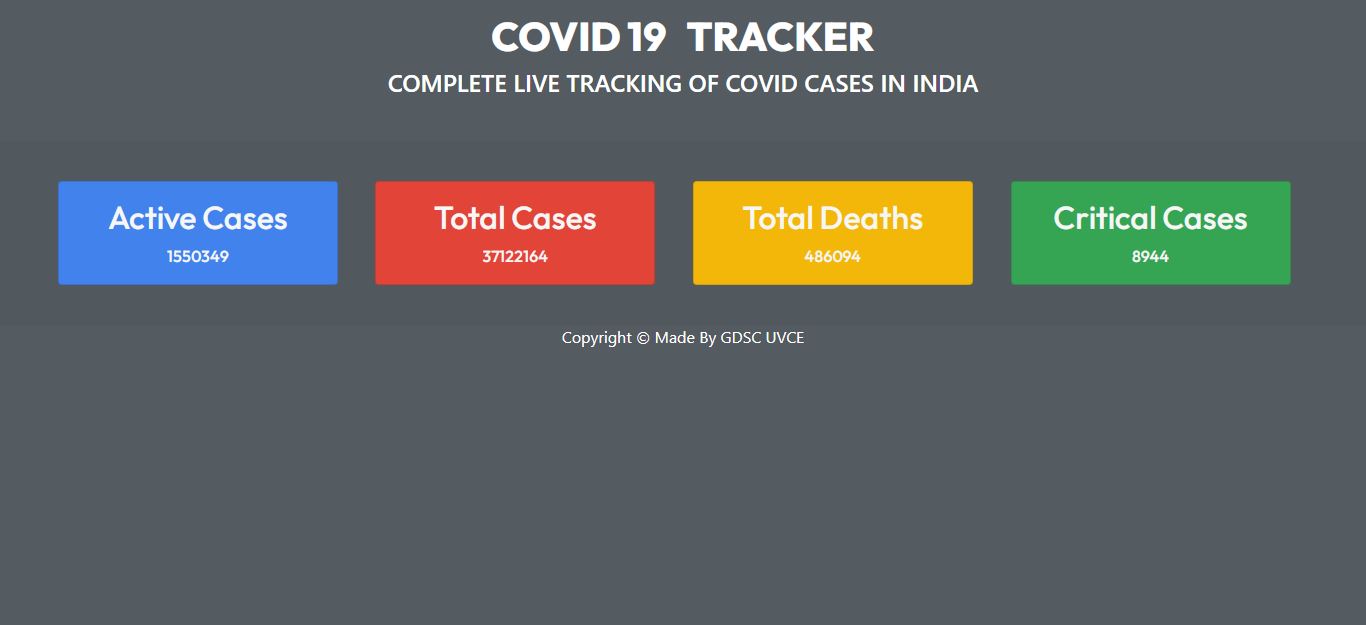 COVID 19 TRACKER
COMPLETE LIVE TRACKING OF COVID CASES IN INDIA
Active Cases
1550349
Total Cases
37122164
Total Deaths
486094
Critical Cases
8944
Copyright © Made By GDSC UVCE